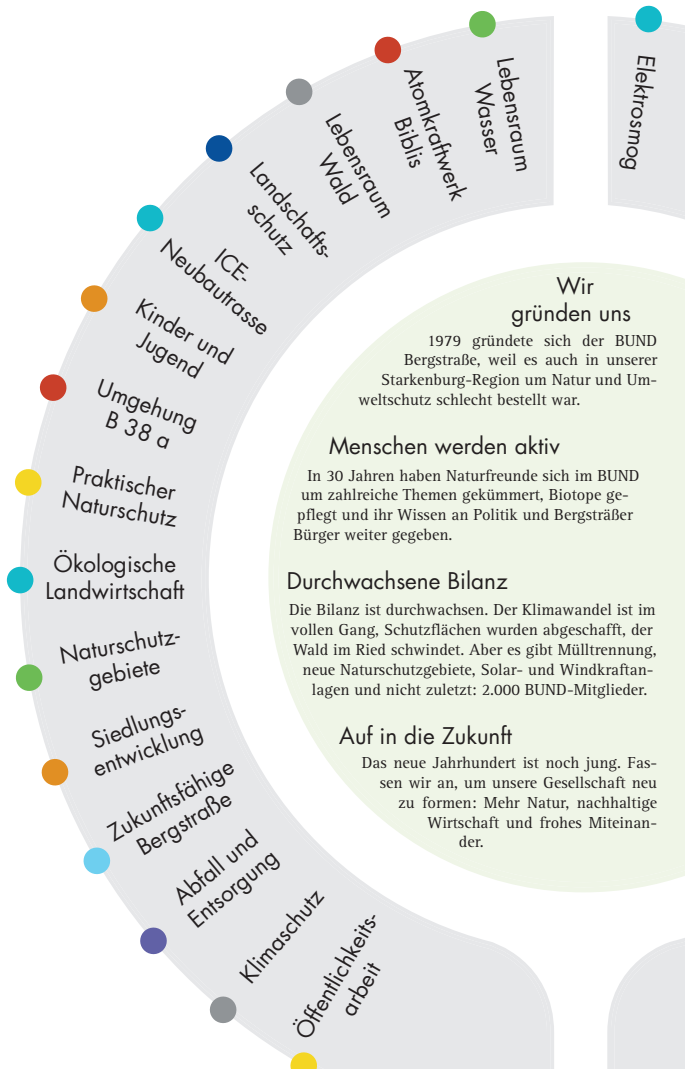 Elektrosmog
Lebensraum
Wasser
Atomkraftwerk
Biblis
Lebensraum
Wald
Landschafts-
schutz
ICE-
Neubautrasse
Kinder und
Jugend
Umgehung
B 38 a
Praktischer
Naturschutz
Ökologische
Landwirtschaft
Naturschutz-
gebiete
Siedlungs-
entwicklung
Zukunftsfähige
Bergstraße
Abfall und
Entsorgung
Klimaschutz
Öffentlichkeits-
arbeit
Wir
gründen uns
1979 gründete sich der BUND
Bergstraße, weil es auch in unserer
Starkenburg-Region um Natur und Um-
weltschutz schlecht bestellt war.
Menschen werden aktiv
In 30 Jahren haben Naturfreunde sich im BUND
um zahlreiche Themen gekümmert, Biotope ge-
pflegt und ihr Wissen an Politik und Bergsträßer
Bürger weiter gegeben.
Durchwachsene Bilanz
Die Bilanz ist durchwachsen. Der Klimawandel ist im
vollen Gang, Schutzflächen wurden abgeschafft, der
Wald im Ried schwindet. Aber es gibt Mülltrennung,
neue Naturschutzgebiete, Solar- und Windkraftan-
lagen und nicht zuletzt: 2.000 BUND-Mitglieder.
Auf in die Zukunft
Das neue Jahrhundert ist noch jung. Fas-
sen wir an, um unsere Gesellschaft neu
zu formen: Mehr Natur, nachhaltige
Wirtschaft und frohes Miteinan-
der.